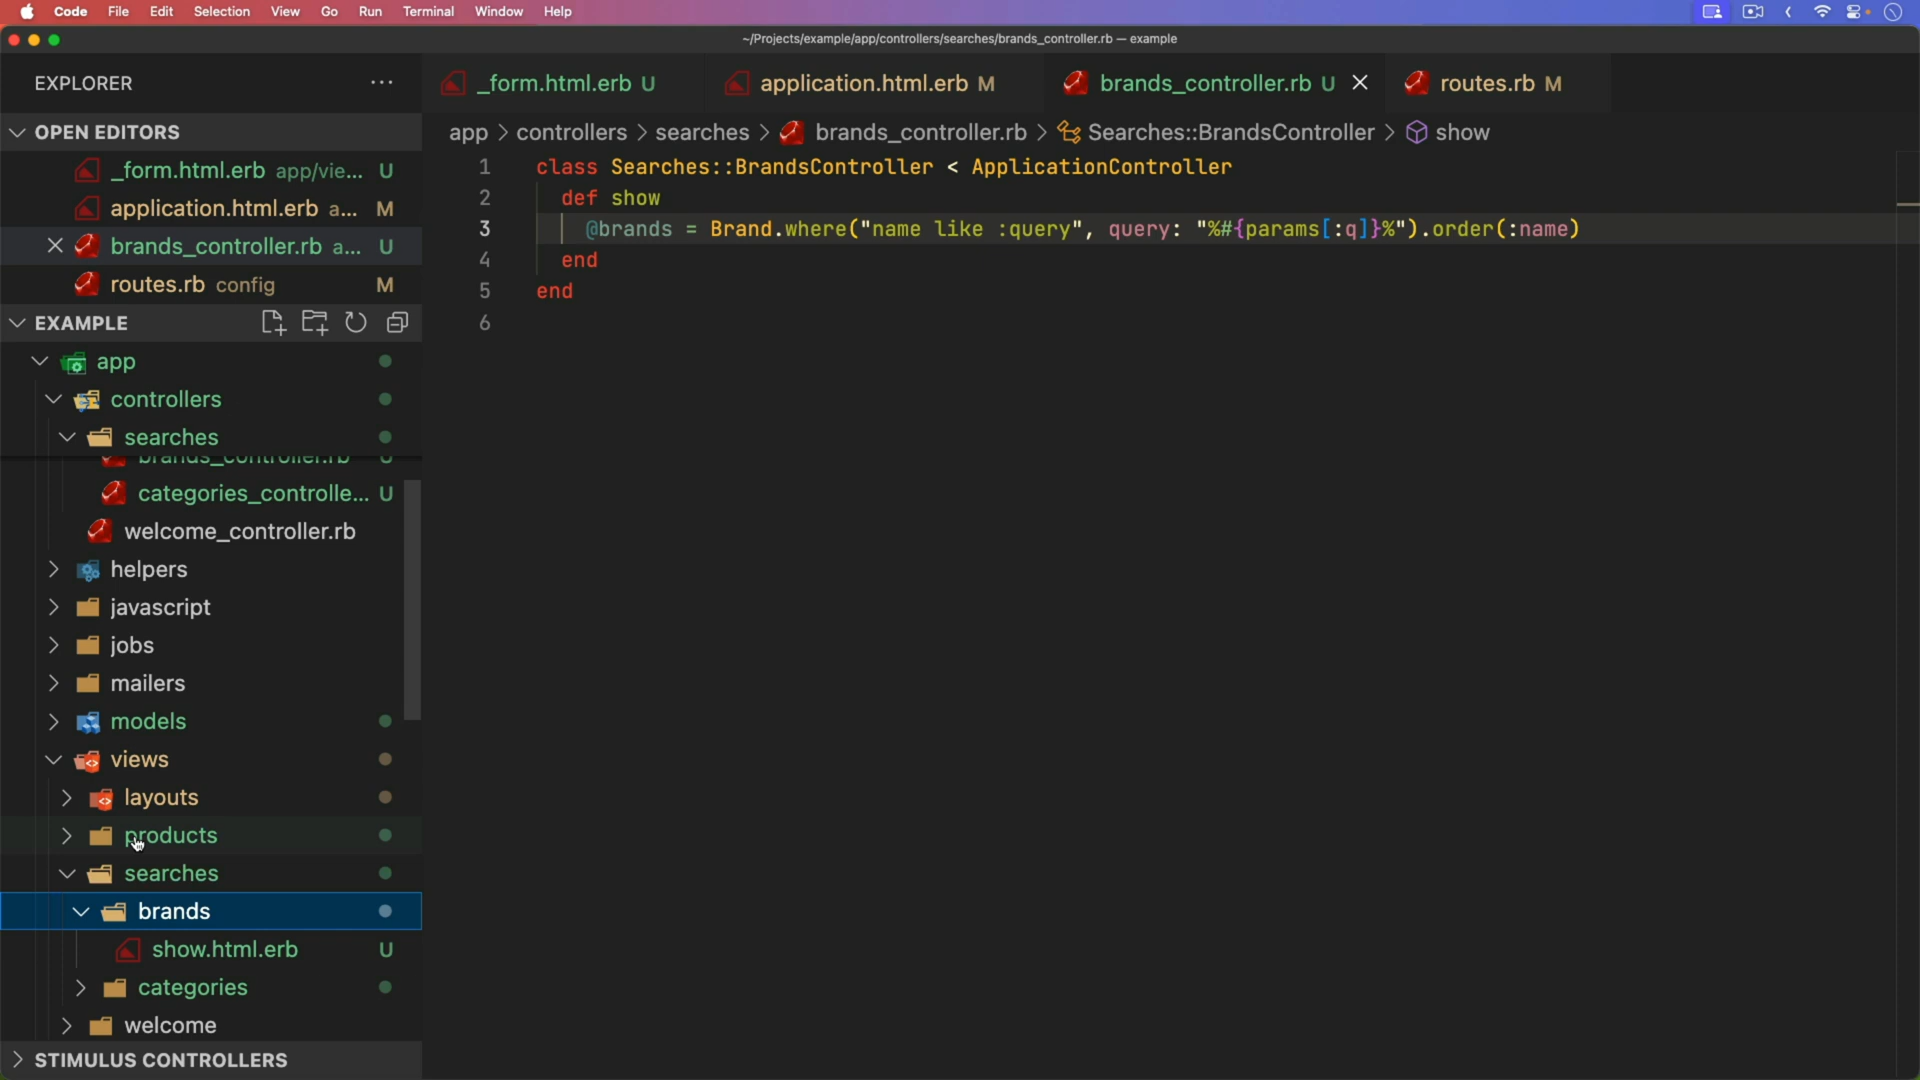 Code File Edit Selection View Go Run Terminal Window Help
~/Projects/example/app/controllers/searches/brands_controller.rb — example
EXPLORER ...
OPEN EDITORS
_form.html.erb app/vie... U
application.html.erb a... M
brands_controller.rb a... U
routes.rb config M
EXAMPLE
app
controllers
searches
brands_controller.rb U
categories_controlle... U
welcome_controller.rb
helpers
javascript
jobs
mailers
models
views
layouts
products
searches
brands
show.html.erb U
categories
welcome
STIMULUS CONTROLLERS
_form.html.erb U application.html.erb M brands_controller.rb U routes.rb M
app > controllers > searches > brands_controller.rb > Searches::BrandsController > show
1 class Searches::BrandsController < ApplicationController
2 def show
3 @brands = Brand.where("name like :query", query: "%#{params[:q]}%").order(:name)
4 end
5 end
6